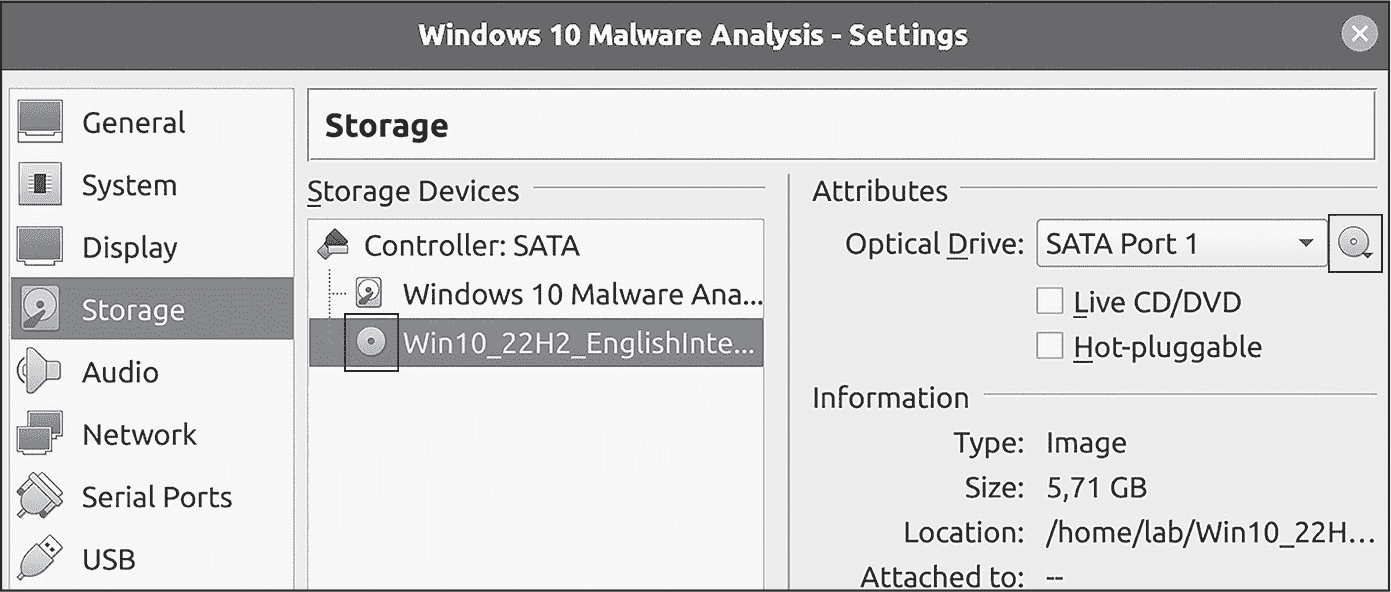 Windows 10 Malware Analysis - Settings
General
System
Display
Storage
Audio
Network
Serial Ports
USB
Storage
Storage Devices
Controller: SATA
Windows 10 Malware Ana...
Win10_22H2_EnglishInte...
Attributes
Optical Drive: SATA Port 1
Live CD/DVD
Hot-pluggable
Information
Type: Image
Size: 5,71 GB
Location: /home/lab/Win10_22H...
Attached to: --